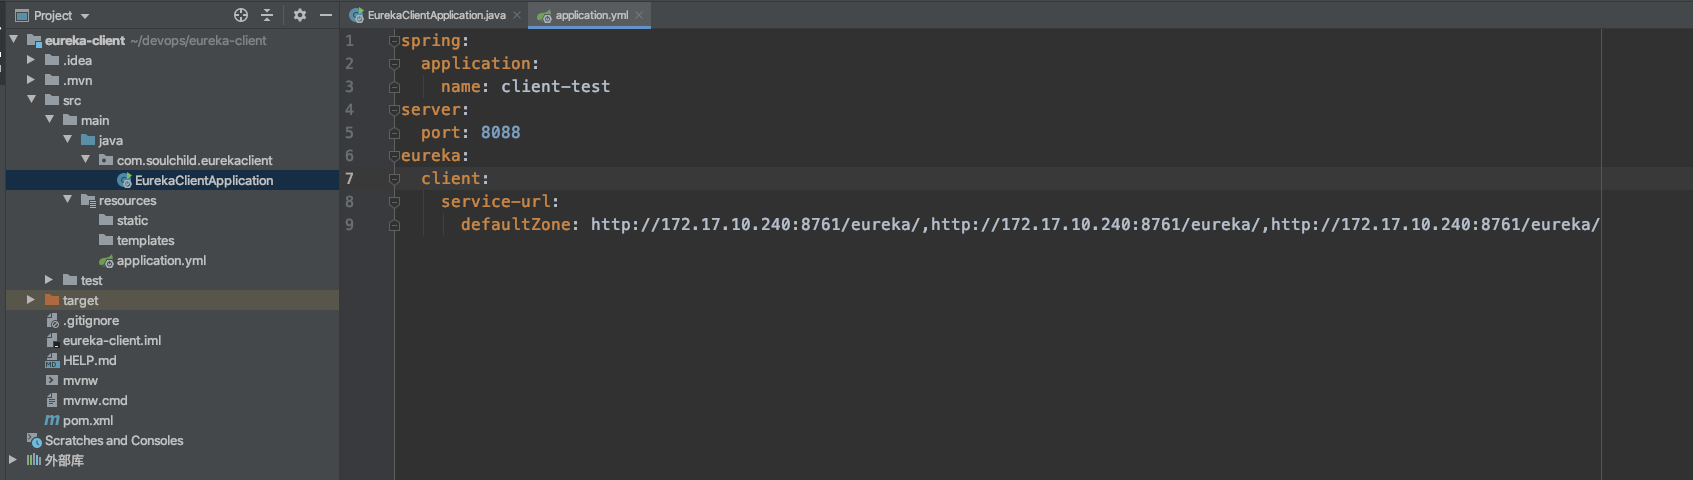 Project
EurekaClientApplication.java
application.yml
eureka-client ~/devops/eureka-client
.idea
.mvn
src
main
java
com.soulchild.eurekaclient
EurekaClientApplication
resources
static
templates
application.yml
test
target
.gitignore
eureka-client.iml
HELP.md
mvnw
mvnw.cmd
pom.xml
Scratches and Consoles
外部库
1 spring:
2 application:
3 name: client-test
4 server:
5 port: 8088
6 eureka:
7 client:
8 service-url:
9 defaultZone: http://172.17.10.240:8761/eureka/,http://172.17.10.240:8761/eureka/,http://172.17.10.240:8761/eureka/